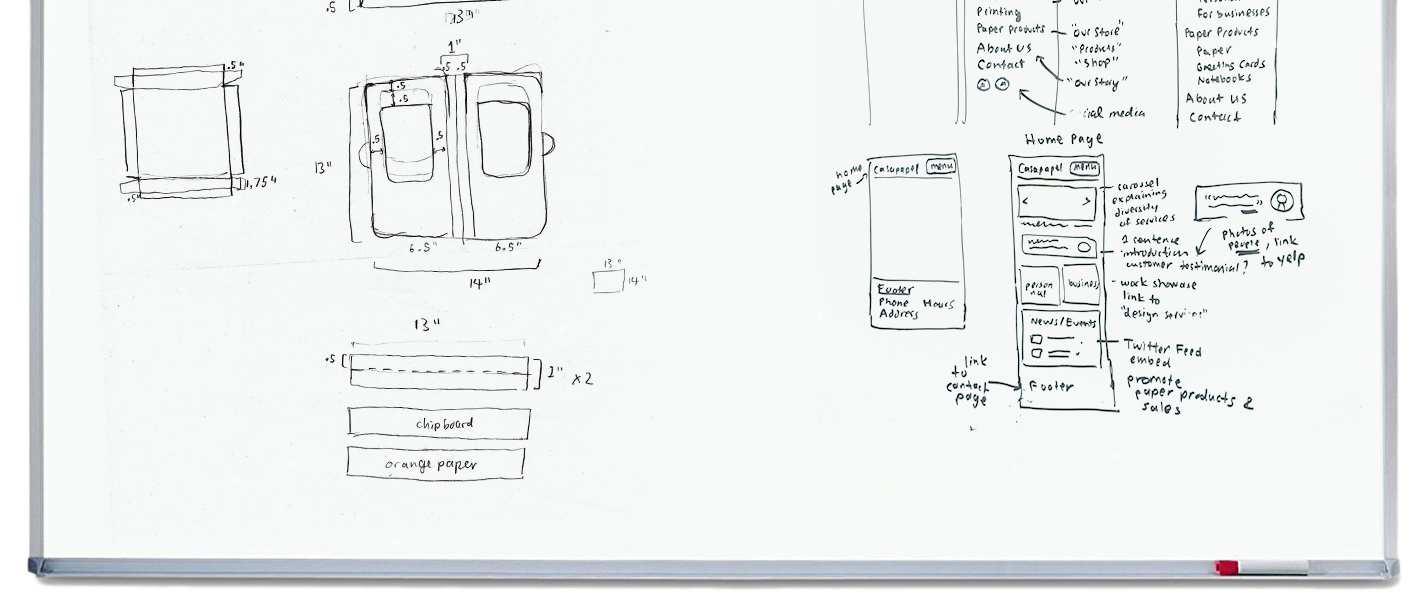 .5
13"
.5"
1.75"
.5"
1"
.5 .5
.5
.5
.5
.5
13"
6.5"
6.5"
14"
13"
14"
13"
.5
2"
x2
chipboard
orange paper
Printing
Paper Products
About Us
Contact
"Our Store"
"Products"
"Shop"
"Our Story"
media
For businesses
Paper Products
Paper
Greeting Cards
Notebooks
About Us
Contact
home
page
Casapapel
menu
Footer
Phone Hours
Address
Home Page
Casapapel
menu
<
>
menu
personal
business
News/Events
Footer
carousel
explaining
diversity
of services
1 sentence
introduction
customer testimonial?
photos of
people, link
to yelp
- work showcase
link to
"design services"
Twitter Feed
embed
promote
paper products &
sales
link
to
contact
page